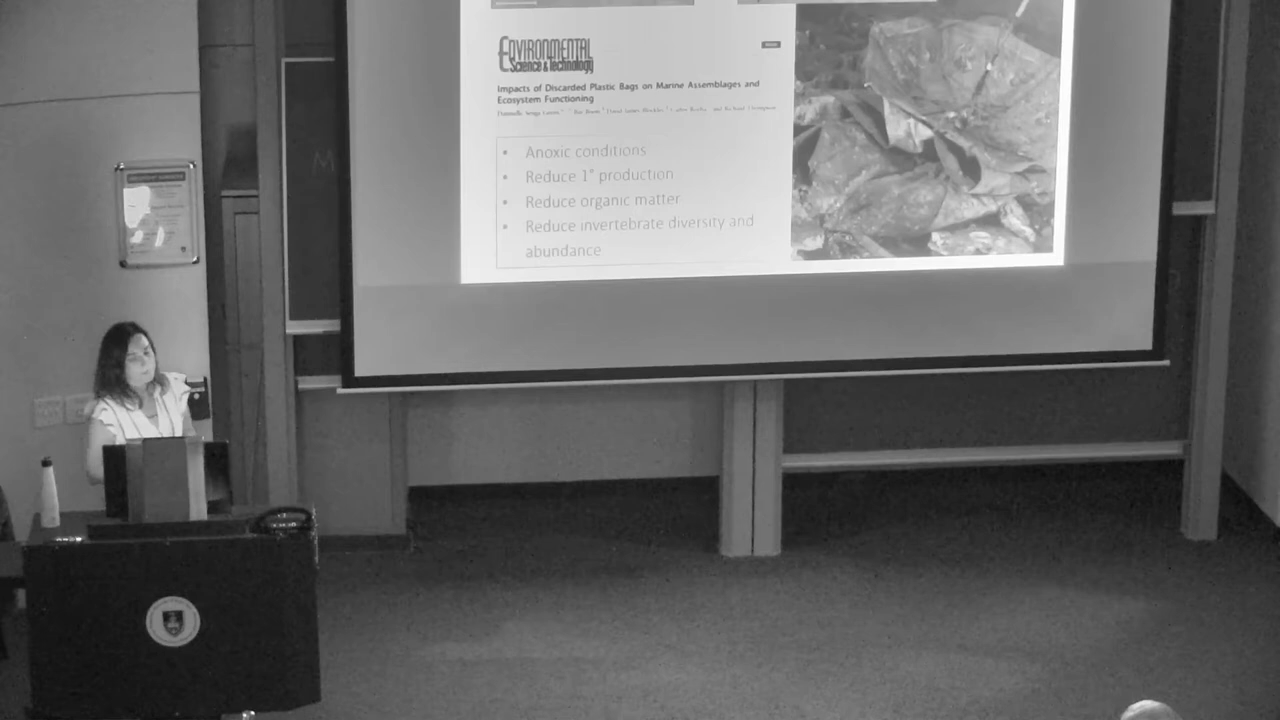 ENVIRONMENTAL
Science & Technology
Impacts of Discarded Plastic Bags on Marine Assemblages and
Ecosystem Functioning
• Anoxic conditions
• Reduce 1° production
• Reduce organic matter
• Reduce invertebrate diversity and
abundance
M